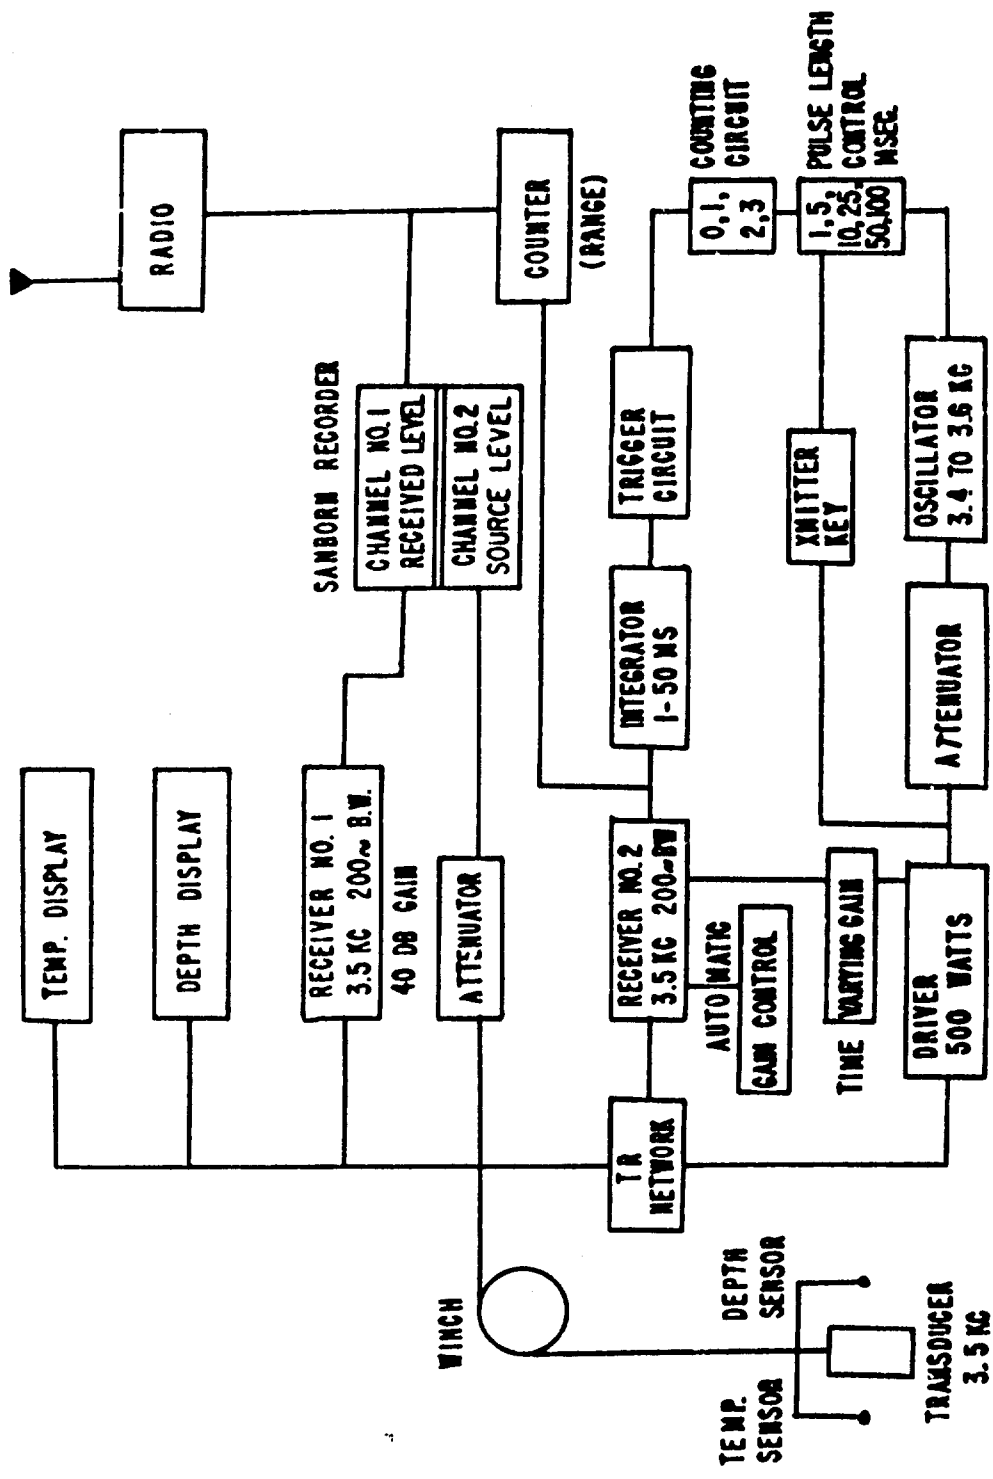 TEMP. DISPLAY
DEPTH DISPLAY
RADIO
RECEIVER NO. 1
3.5 KC 200~ B.W.
40 DB GAIN
SANBORN RECORDER
CHANNEL NO. 1
RECEIVED LEVEL
CHANNEL NO. 2
SOURCE LEVEL
ATTENUATOR
COUNTER
(RANGE)
WINCH
TR
NETWORK
RECEIVER NO. 2
3.5 KC 200~BW
INTEGRATOR
1-50 MS
TRIGGER
CIRCUIT
0,1,
2,3
COUNTING
CIRCUIT
AUTOMATIC
GAIN CONTROL
TIME VARYING GAIN
XMITTER
KEY
1,5,
10,25,
50,100
PULSE LENGTH
CONTROL
MSEC.
DRIVER
500 WATTS
ATTENUATOR
OSCILLATOR
3.4 TO 3.6 KC
TEMP.
SENSOR
DEPTH
SENSOR
TRANSDUCER
3.5 KC